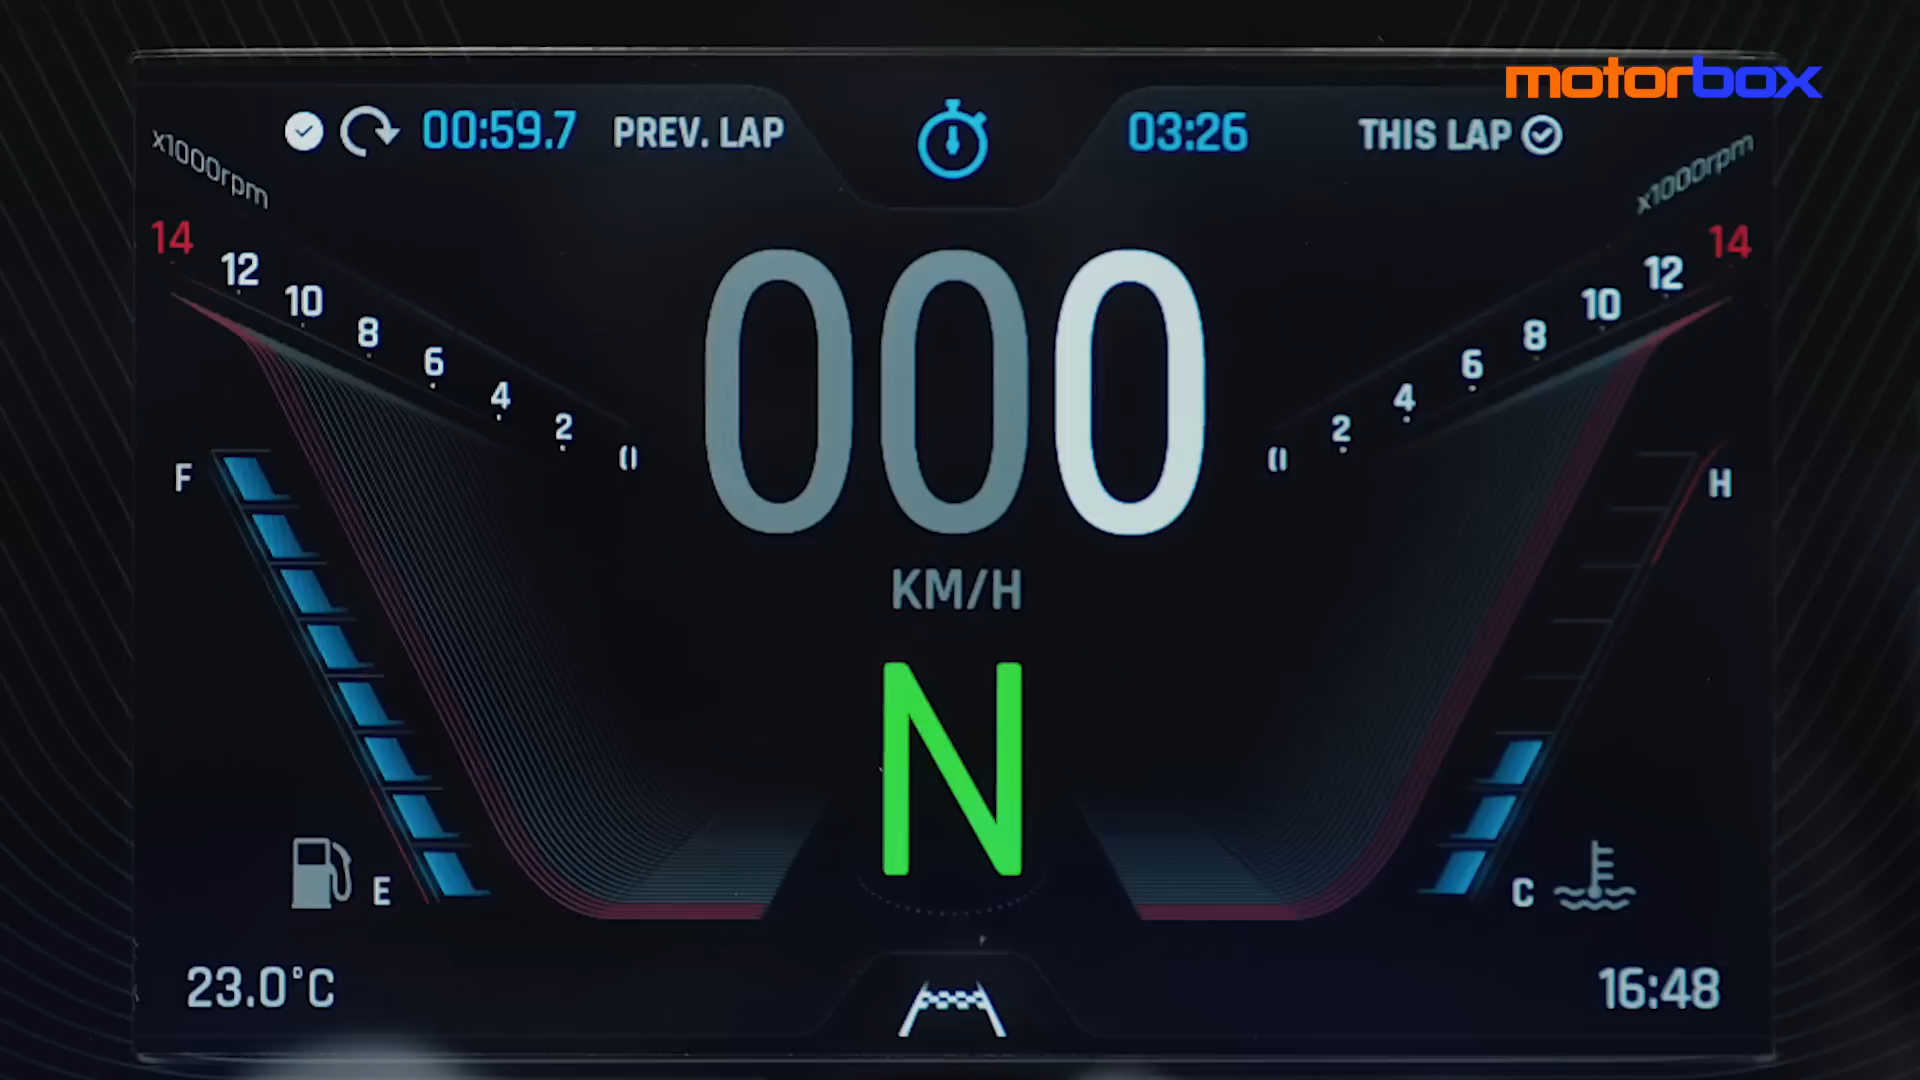 motorbox
00:59.7 PREV. LAP
03:26 THIS LAP
x1000rpm
x1000rpm
14 12 10 8 6 4 2 0
000
0 2 4 6 8 10 12 14
KM/H
F
H
N
E
C
23.0°C
16:48